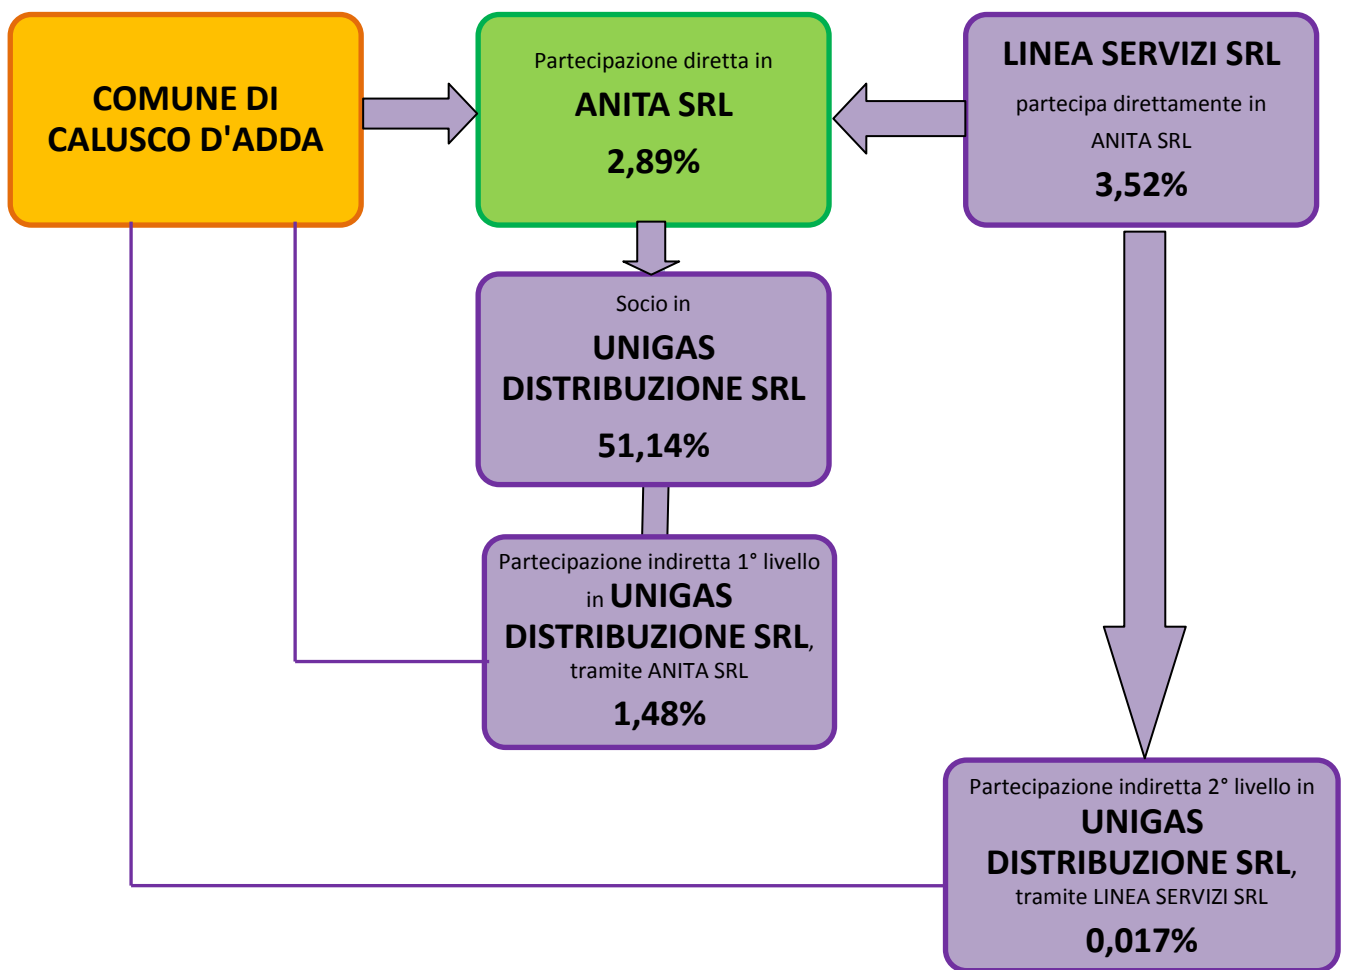 COMUNE DI
CALUSCO D'ADDA
Partecipazione diretta in
ANITA SRL
2,89%
LINEA SERVIZI SRL
partecipa direttamente in
ANITA SRL
3,52%
Socio in
UNIGAS
DISTRIBUZIONE SRL
51,14%
Partecipazione indiretta 1° livello
in UNIGAS
DISTRIBUZIONE SRL,
tramite ANITA SRL
1,48%
Partecipazione indiretta 2° livello in
UNIGAS
DISTRIBUZIONE SRL,
tramite LINEA SERVIZI SRL
0,017%